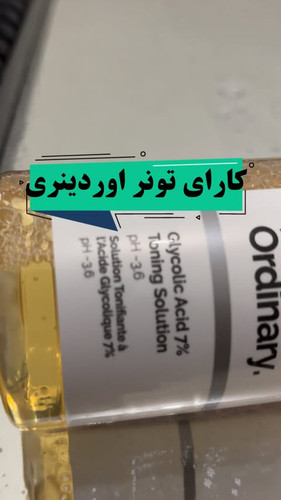 کارای تونر اوردینری
Ordinary.
Glycolic Acid 7%
Toning Solution
pH ~3.6
Solution Tonifiante à
l'Acide Glycolique 7%
pH ~3.6